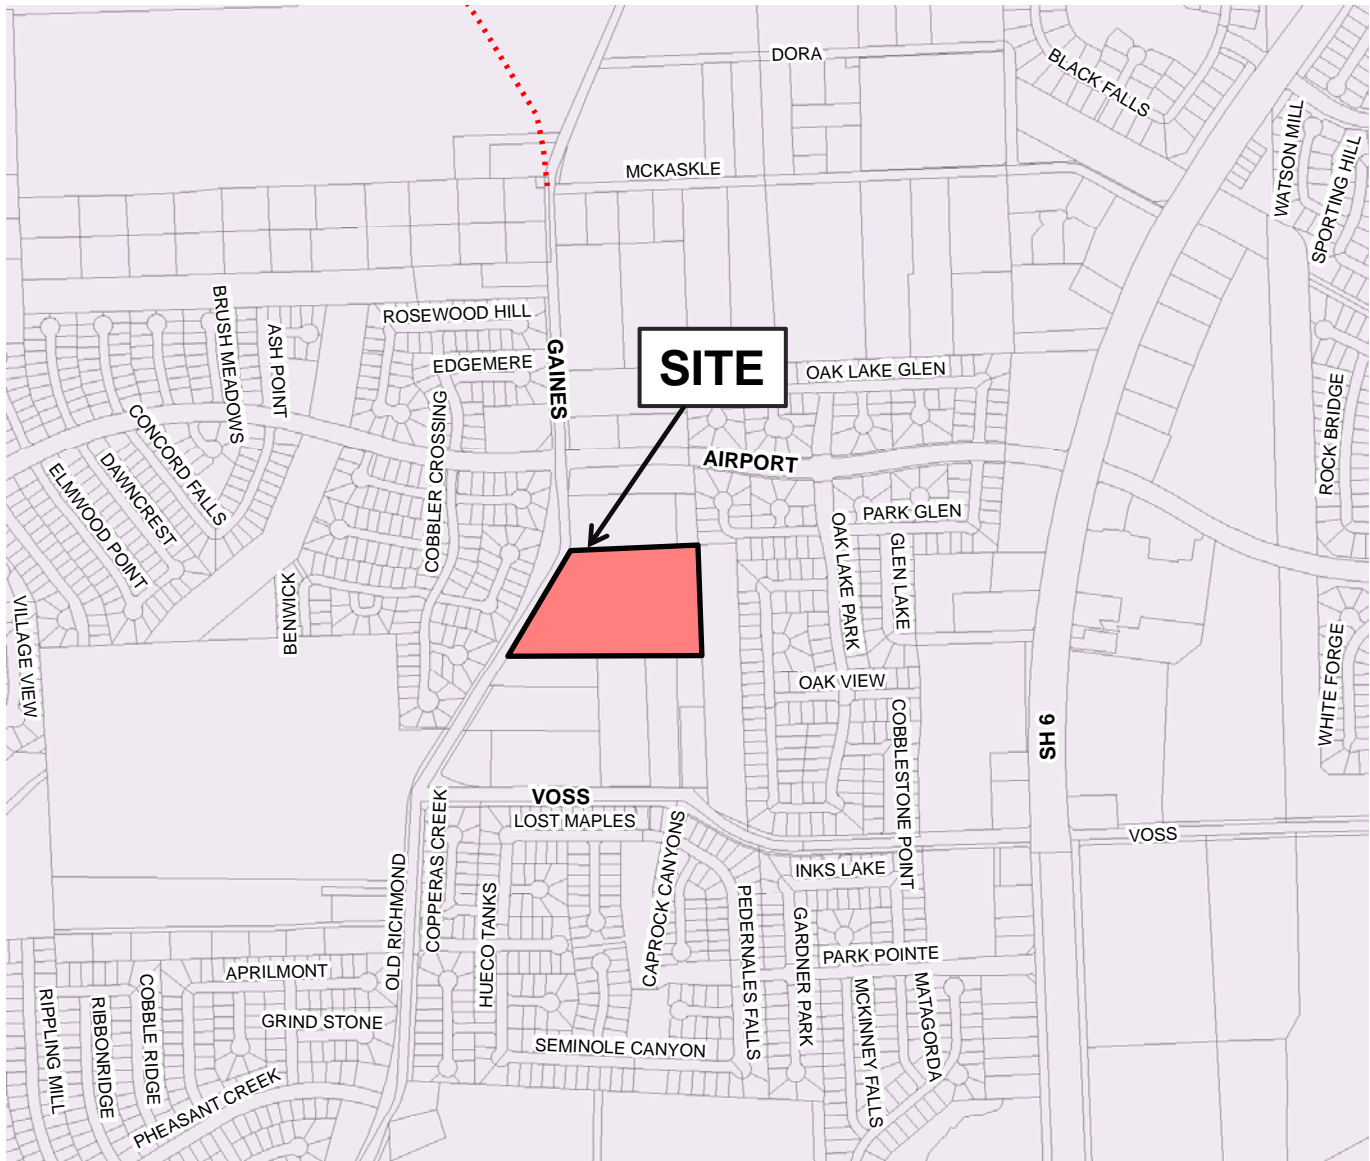 DORA
BLACK FALLS
WATSON MILL
SPORTING HILL
MCKASKLE
ROSEWOOD HILL
BRUSH MEADOWS
ASH POINT
EDGEMERE
GAINES
SITE
OAK LAKE GLEN
ROCK BRIDGE
COBBLER CROSSING
CONCORD FALLS
DAWNCREST
ELMWOOD POINT
AIRPORT
PARK GLEN
OAK LAKE PARK
GLEN LAKE
BENWICK
VILLAGE VIEW
WHITE FORGE
OAK VIEW
COBBLESTONE POINT
SH 6
VOSS
LOST MAPLES
VOSS
COPPERAS CREEK
CAPROCK CANYONS
OLD RICHMOND
INKS LAKE
HUECO TANKS
PEDERNALES FALLS
GARDNER PARK
PARK POINTE
APRILMONT
MCKINNEY FALLS
MATAGORDA
COBBLE RIDGE
RIPPLING MILL
RIBBONRIDGE
GRIND STONE
SEMINOLE CANYON
PHEASANT CREEK